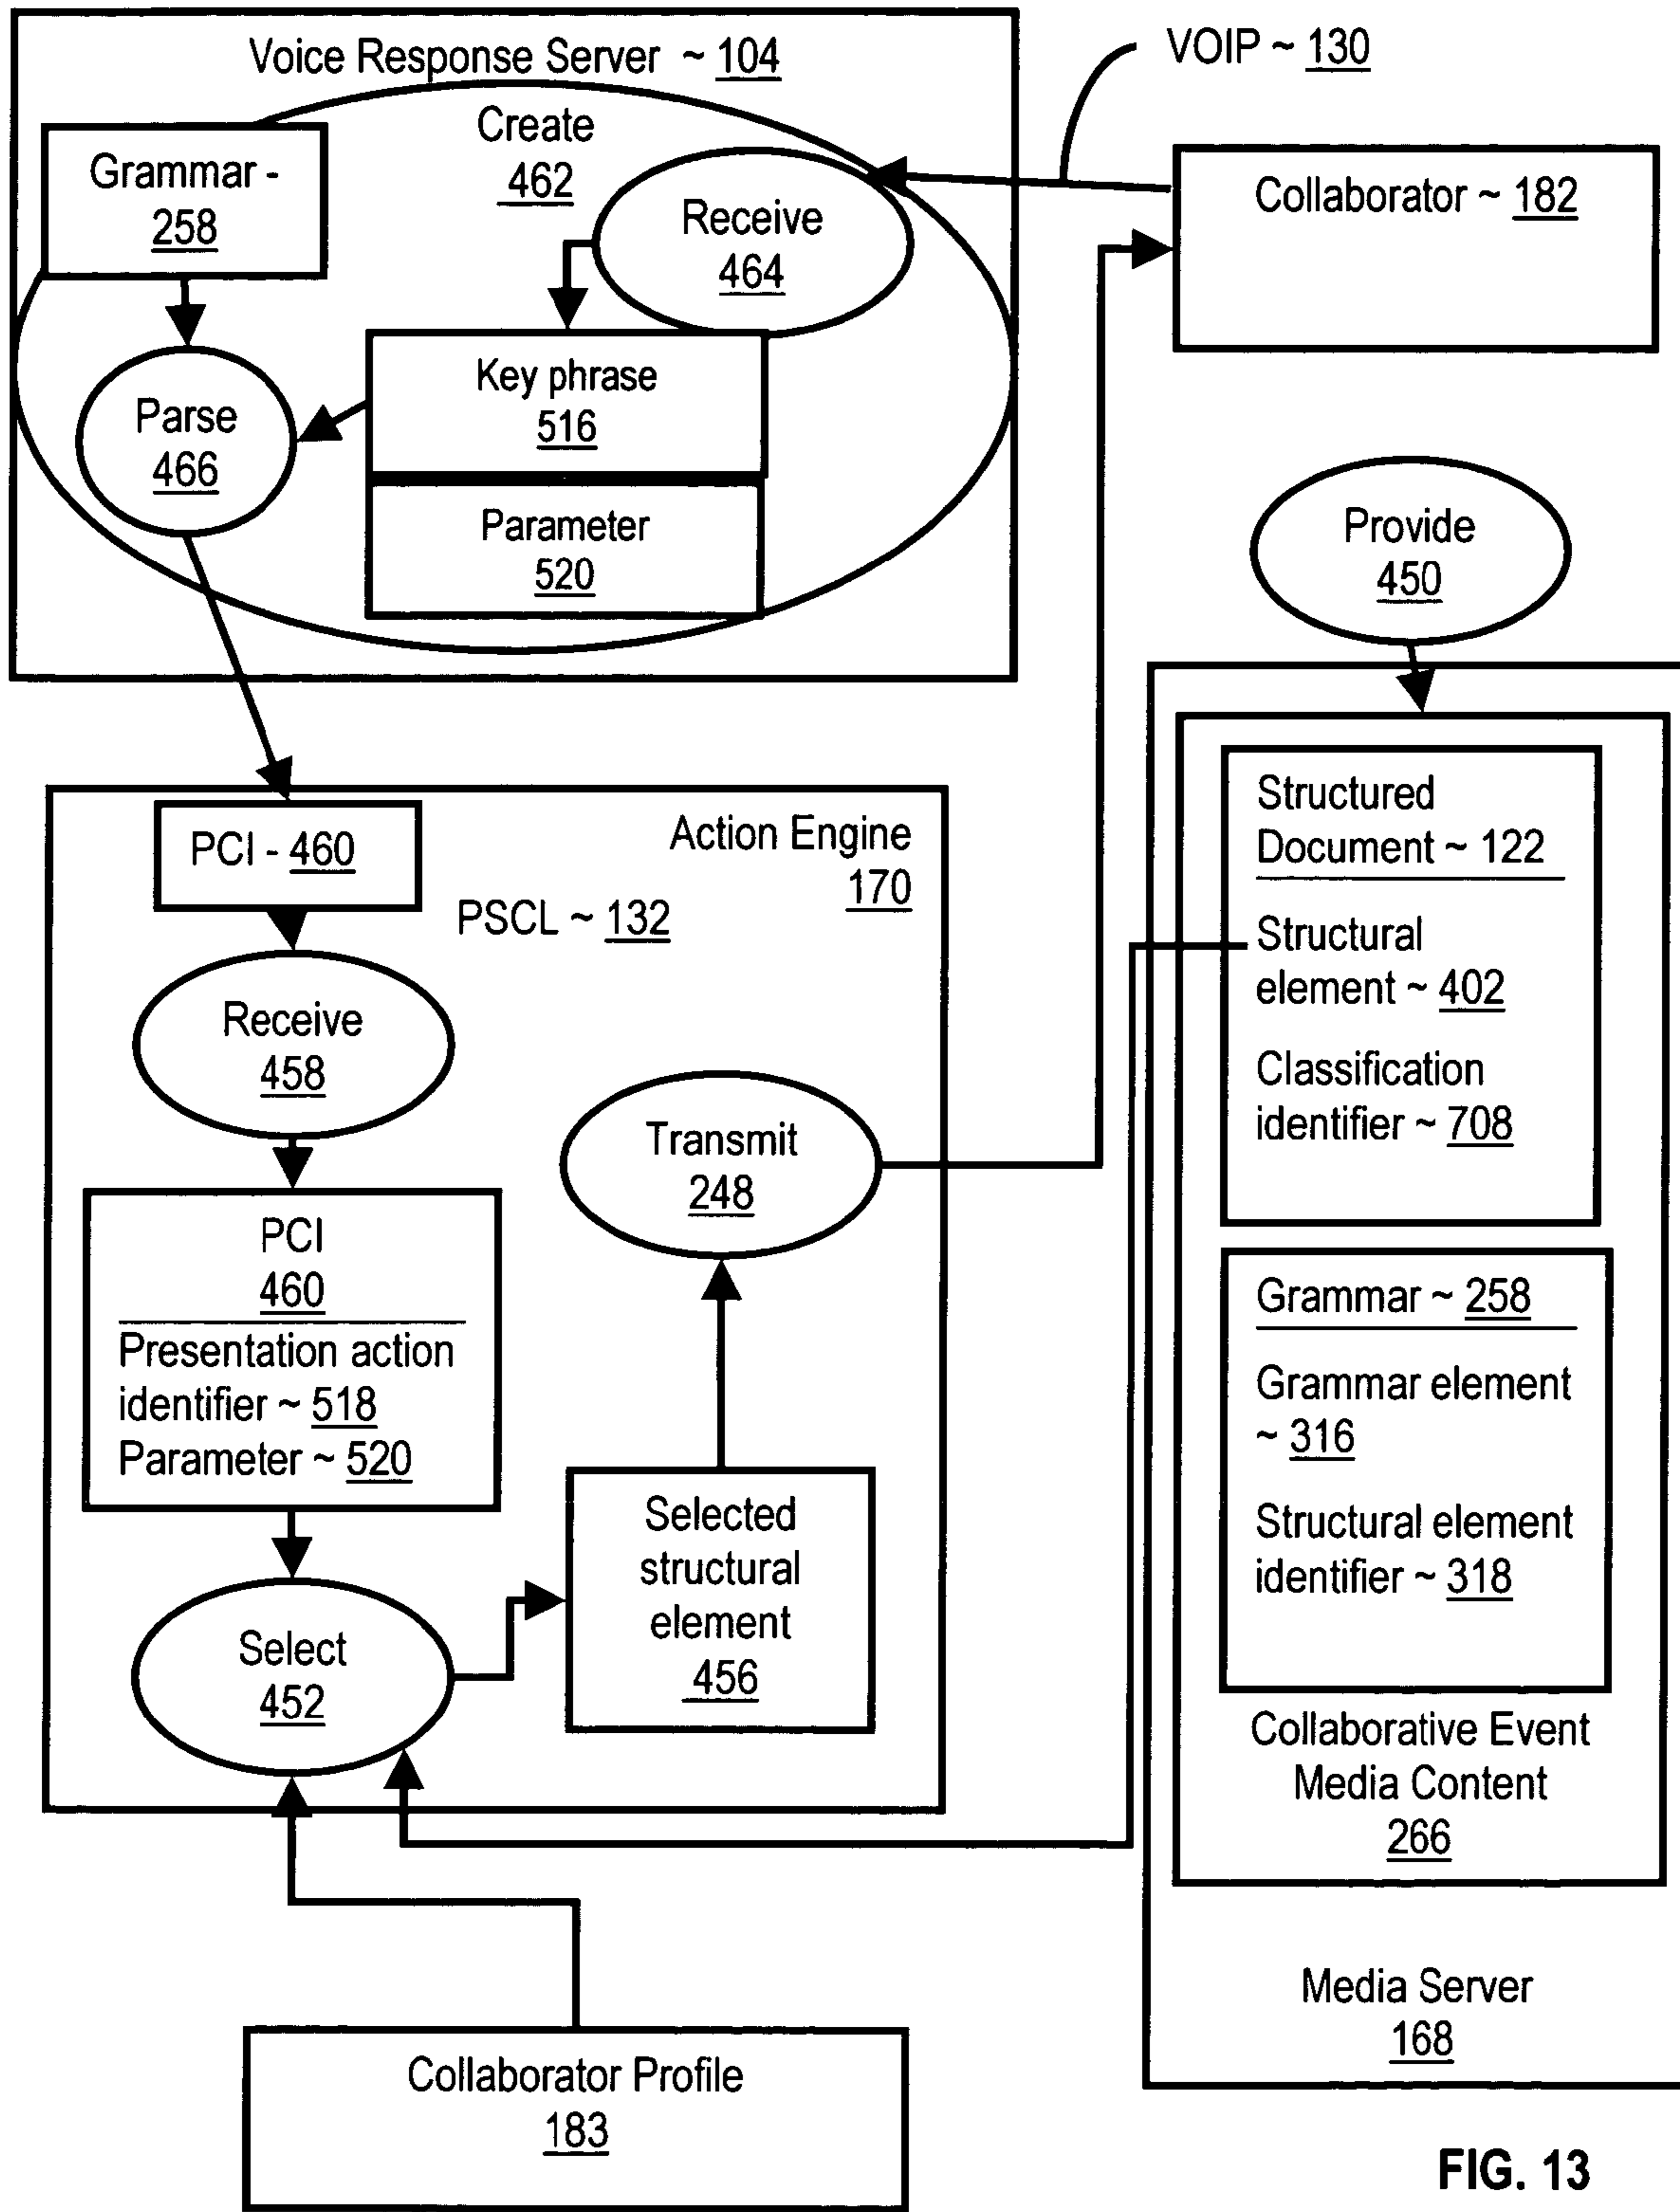 Voice Response Server ~ 104
VOIP ~ 130
Create
462
Grammar -
258
Receive
464
Collaborator ~ 182
Key phrase
516
Parse
466
Parameter
520
Provide
450
PCI - 460
Action Engine
170
PSCL ~ 132
Receive
458
Transmit
248
PCI
460
Presentation action
identifier ~ 518
Parameter ~ 520
Select
452
Selected
structural
element
456
Structured
Document ~ 122
Structural
element ~ 402
Classification
identifier ~ 708
Grammar ~ 258
Grammar element
~ 316
Structural element
identifier ~ 318
Collaborative Event
Media Content
266
Media Server
168
Collaborator Profile
183
FIG. 13